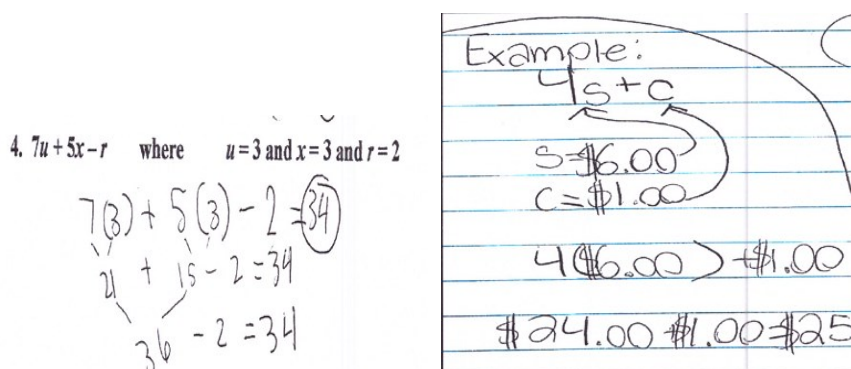 4. 7u + 5x – r where u = 3 and x = 3 and r = 2
7(3) + 5(3) - 2 = 34
21 + 15 - 2 = 34
36 - 2 = 34
Example:
4s + c
s=$6.00
c=$1.00
4($6.00) + $1.00
$24.00 + $1.00 = $25